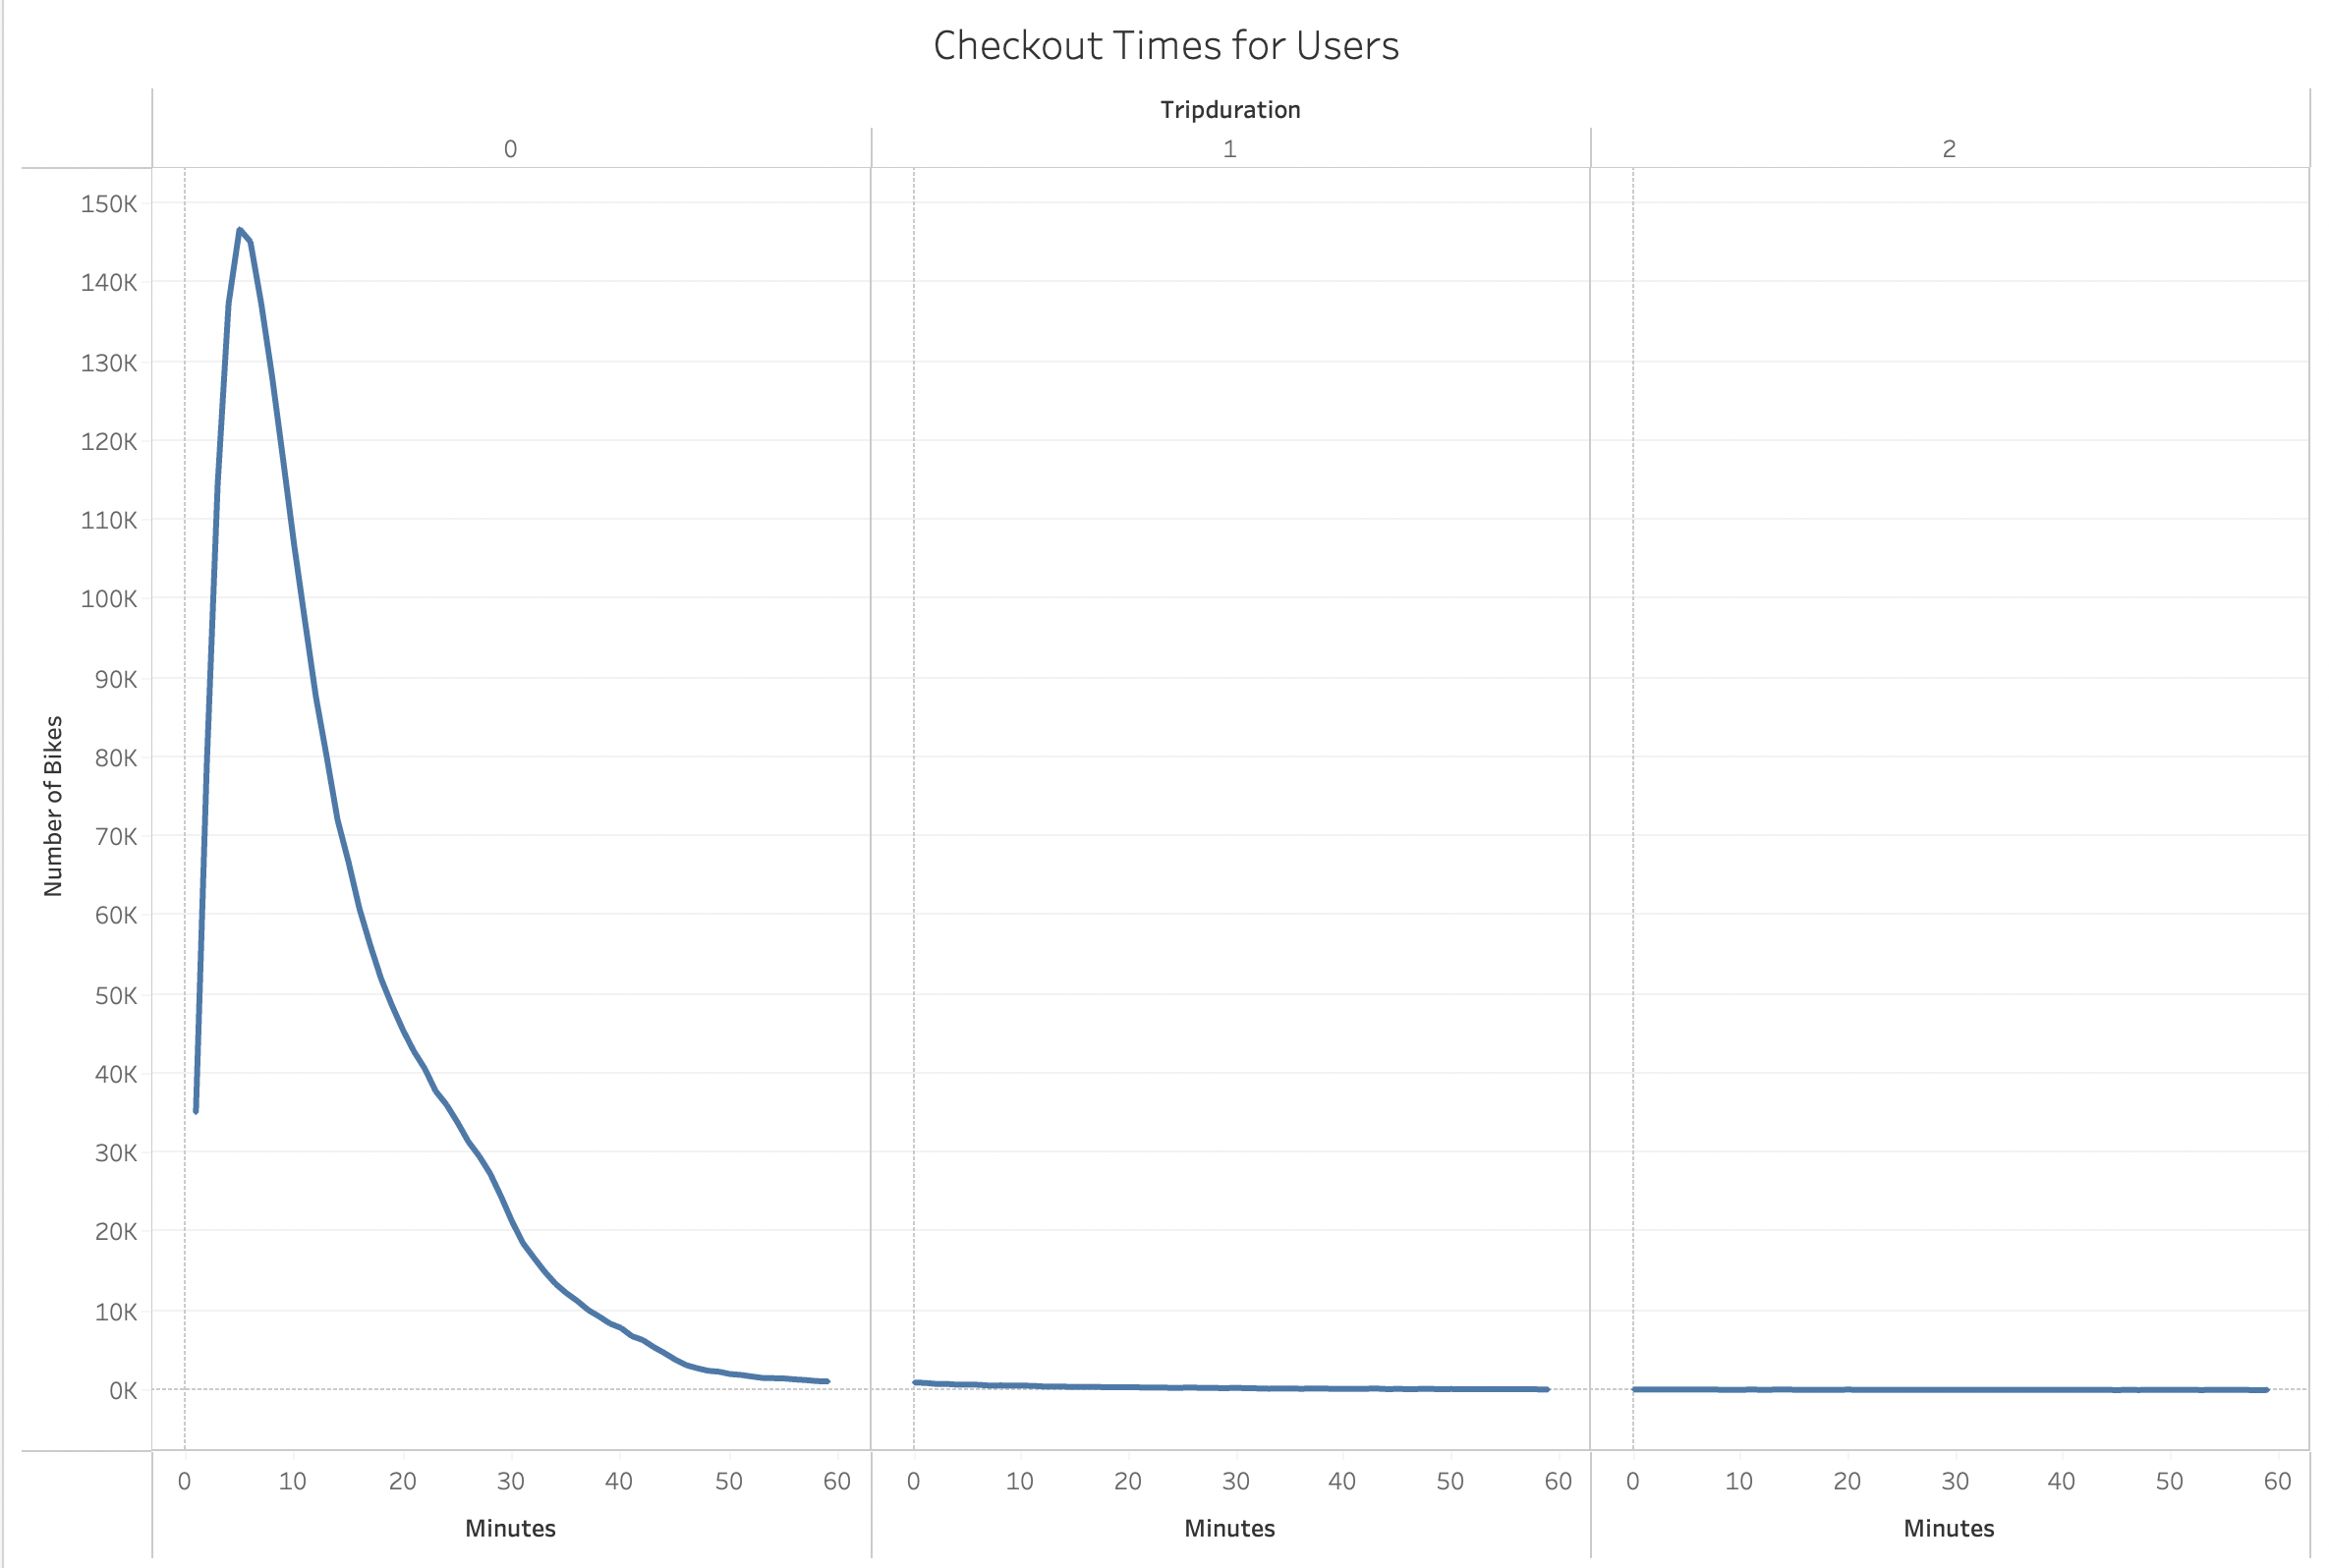 Checkout Times for Users
Tripduration
0 1 2
150K
140K
130K
120K
110K
100K
90K
80K
70K
60K
50K
40K
30K
20K
10K
0K
Number of Bikes
0 10 20 30 40 50 60 0 10 20 30 40 50 60 0 10 20 30 40 50 60
Minutes Minutes Minutes